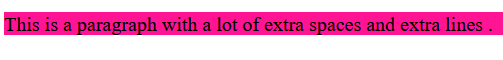 This is a paragraph with a lot of extra spaces and extra lines .